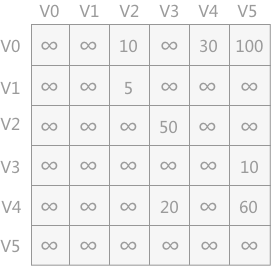 V0 V1 V2 V3 V4 V5
V0 ∞ ∞ 10 ∞ 30 100
V1 ∞ ∞ 5 ∞ ∞ ∞
V2 ∞ ∞ ∞ 50 ∞ ∞
V3 ∞ ∞ ∞ ∞ ∞ 10
V4 ∞ ∞ ∞ 20 ∞ 60
V5 ∞ ∞ ∞ ∞ ∞ ∞